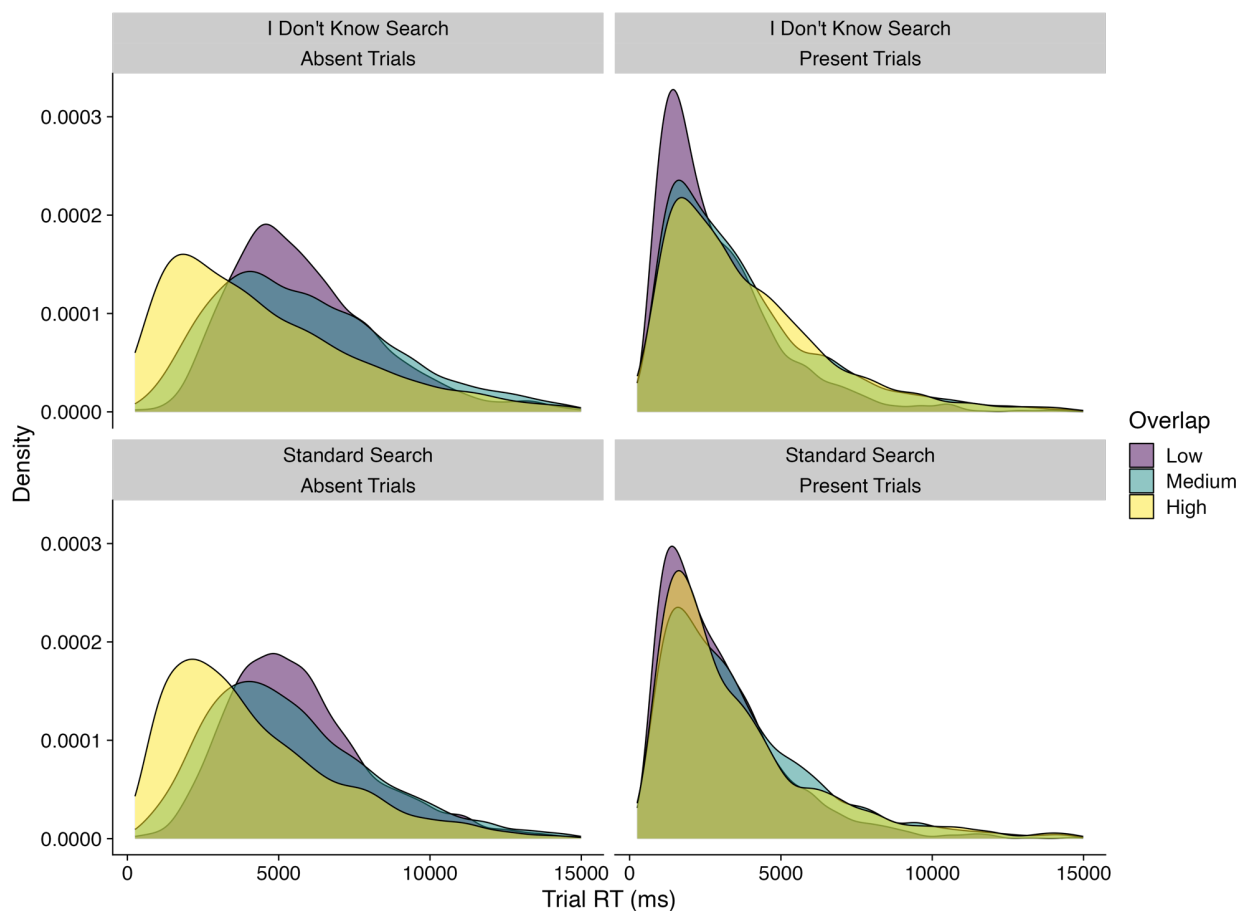 I Don't Know Search
Absent Trials
I Don't Know Search
Present Trials
0.0003
0.0002
0.0001
0.0000
Standard Search
Absent Trials
Standard Search
Present Trials
0.0003
0.0002
0.0001
0.0000
Density
0
5000
10000
15000
0
5000
10000
15000
Trial RT (ms)
Overlap
Low
Medium
High